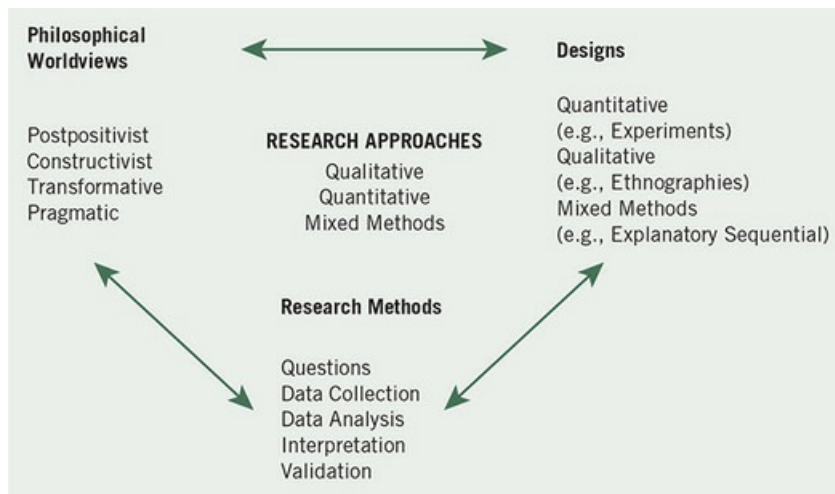 Philosophical
Worldviews
Postpositivist
Constructivist
Transformative
Pragmatic
RESEARCH APPROACHES
Qualitative
Quantitative
Mixed Methods
Designs
Quantitative
(e.g., Experiments)
Qualitative
(e.g., Ethnographies)
Mixed Methods
(e.g., Explanatory Sequential)
Research Methods
Questions
Data Collection
Data Analysis
Interpretation
Validation